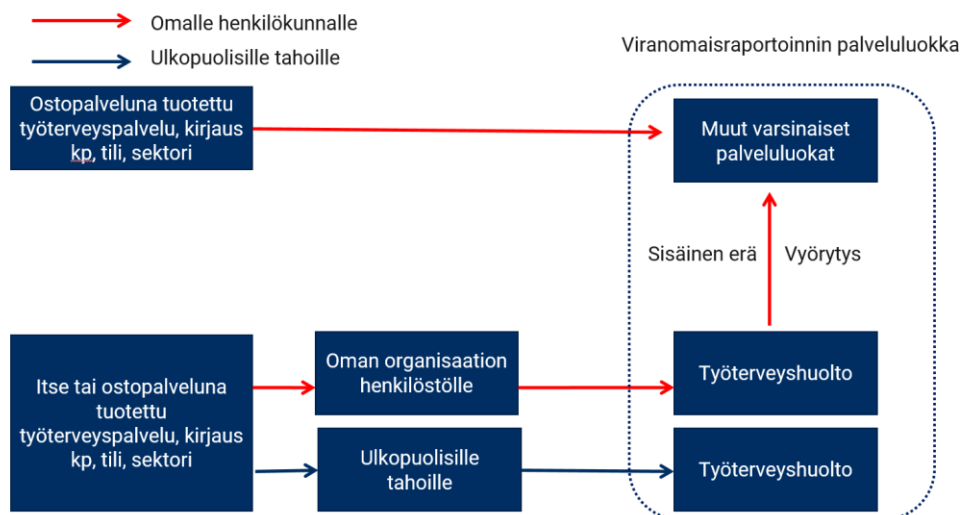 Omalle henkilökunnalle
Ulkopuolisille tahoille
Viranomaisraportoinnin palveluluokka
Ostopalveluna tuotettu
työterveyspalvelu, kirjaus
kp, tili, sektori
Muut varsinaiset
palveluluokat
Sisäinen erä
Vyörytys
Itse tai ostopalveluna
tuotettu
työterveyspalvelu, kirjaus
kp, tili, sektori
Oman organisaation
henkilöstölle
Työterveyshuolto
Ulkopuolisille
tahoille
Työterveyshuolto